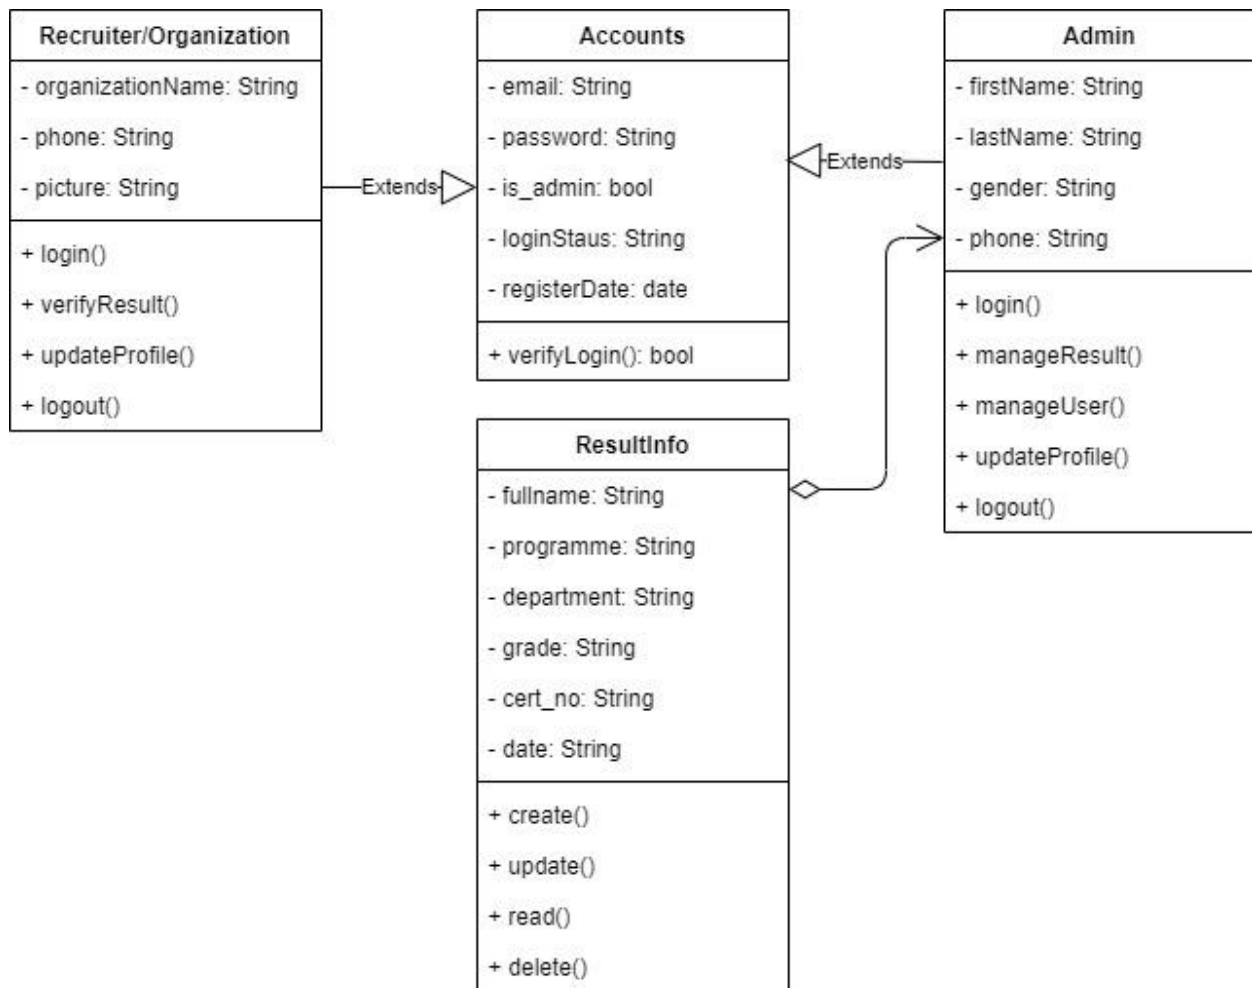 Recruiter/Organization
- organizationName: String
- phone: String
- picture: String
+ login()
+ verifyResult()
+ updateProfile()
+ logout()
Extends
Accounts
- email: String
- password: String
- is_admin: bool
- loginStaus: String
- registerDate: date
+ verifyLogin(): bool
Extends
Admin
- firstName: String
- lastName: String
- gender: String
- phone: String
+ login()
+ manageResult()
+ manageUser()
+ updateProfile()
+ logout()
ResultInfo
- fullname: String
- programme: String
- department: String
- grade: String
- cert_no: String
- date: String
+ create()
+ update()
+ read()
+ delete()